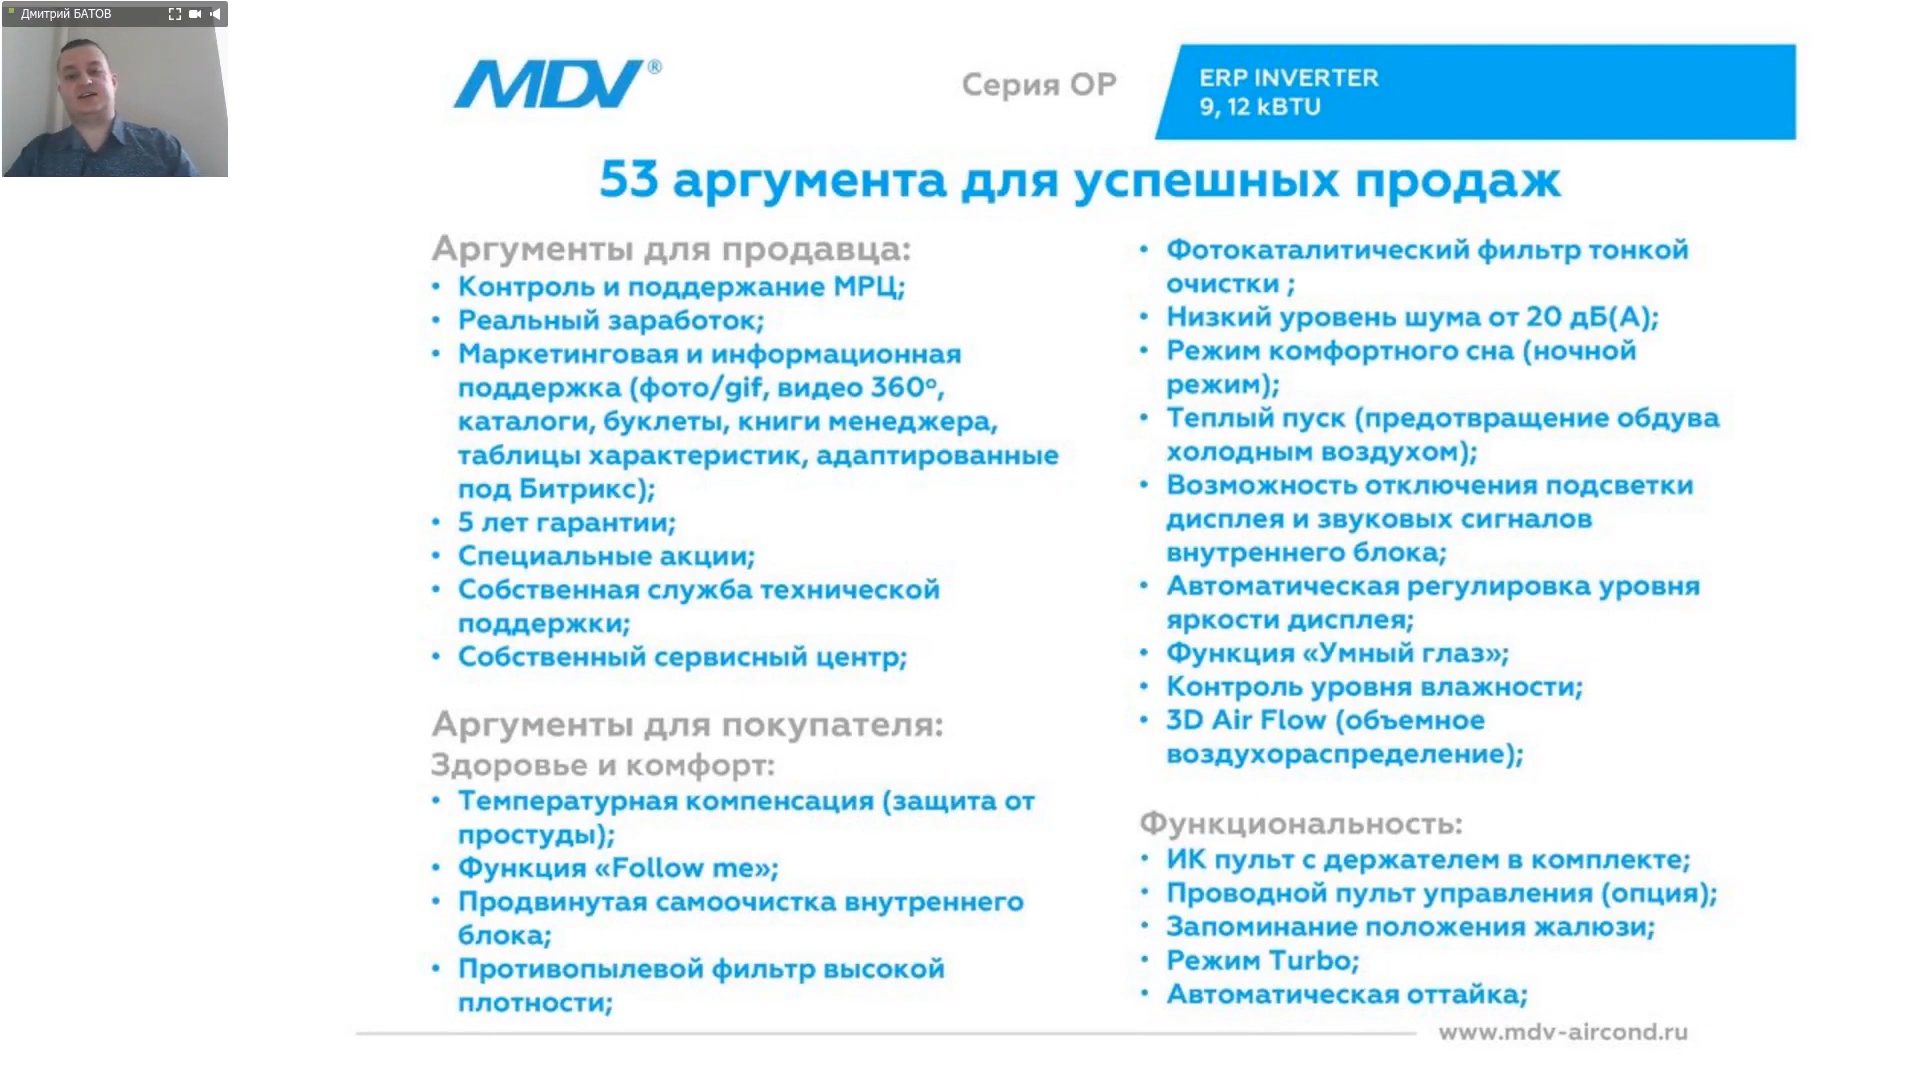 Дмитрий БАТОВ
MDV®
Серия OP
ERP INVERTER
9, 12 kBTU
53 аргумента для успешных продаж
Аргументы для продавца:
• Контроль и поддержание МРЦ;
• Реальный заработок;
• Маркетинговая и информационная
поддержка (фото/gif, видео 360°,
каталоги, буклеты, книги менеджера,
таблицы характеристик, адаптированные
под Битрикс);
• 5 лет гарантии;
• Специальные акции;
• Собственная служба технической
поддержки;
• Собственный сервисный центр;
Аргументы для покупателя:
Здоровье и комфорт:
• Температурная компенсация (защита от
простуды);
• Функция «Follow me»;
• Продвинутая самоочистка внутреннего
блока;
• Противопылевой фильтр высокой
плотности;
• Фотокаталитический фильтр тонкой
очистки ;
• Низкий уровень шума от 20 дБ(А);
• Режим комфортного сна (ночной
режим);
• Теплый пуск (предотвращение обдува
холодным воздухом);
• Возможность отключения подсветки
дисплея и звуковых сигналов
внутреннего блока;
• Автоматическая регулировка уровня
яркости дисплея;
• Функция «Умный глаз»;
• Контроль уровня влажности;
• 3D Air Flow (объемное
воздухораспределение);
Функциональность:
• ИК пульт с держателем в комплекте;
• Проводной пульт управления (опция);
• Запоминание положения жалюзи;
• Режим Turbo;
• Автоматическая оттайка;
www.mdv-aircond.ru